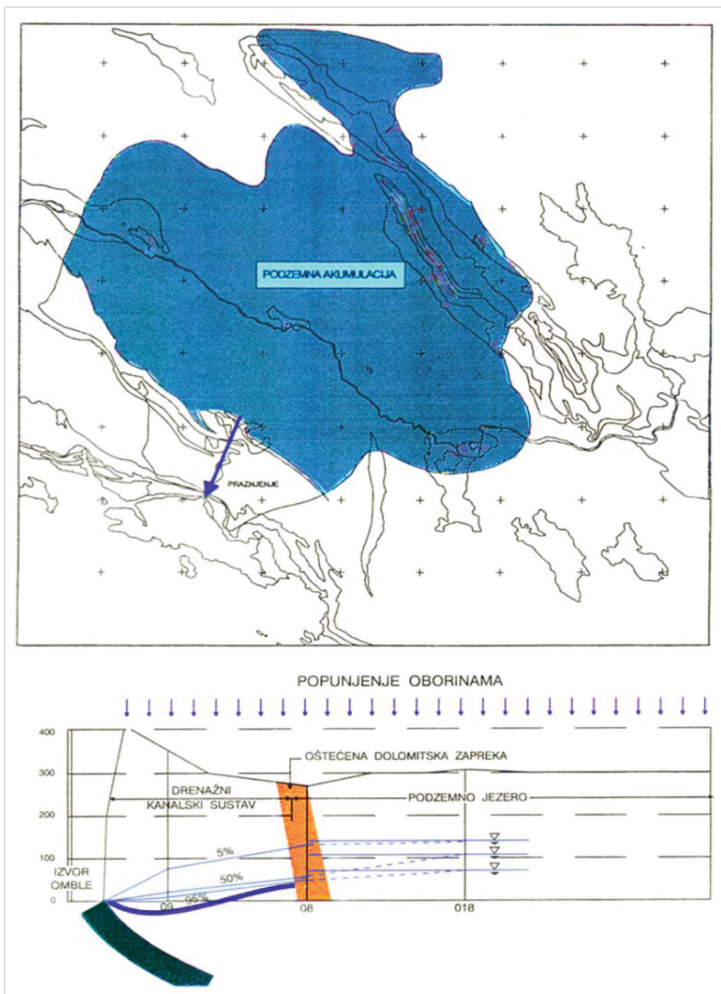 PODZEMNA AKUMULACIJA
PRAZNJENJE
POPUNJENJE OBORINAMA
400
OŠTEĆENA DOLOMITSKA ZAPREKA
300
DRENAŽNI
KANALSKI SUSTAV
PODZEMNO JEZERO
200
5%
100
IZVOR
OMBLE
50%
95%
0
09
08
018